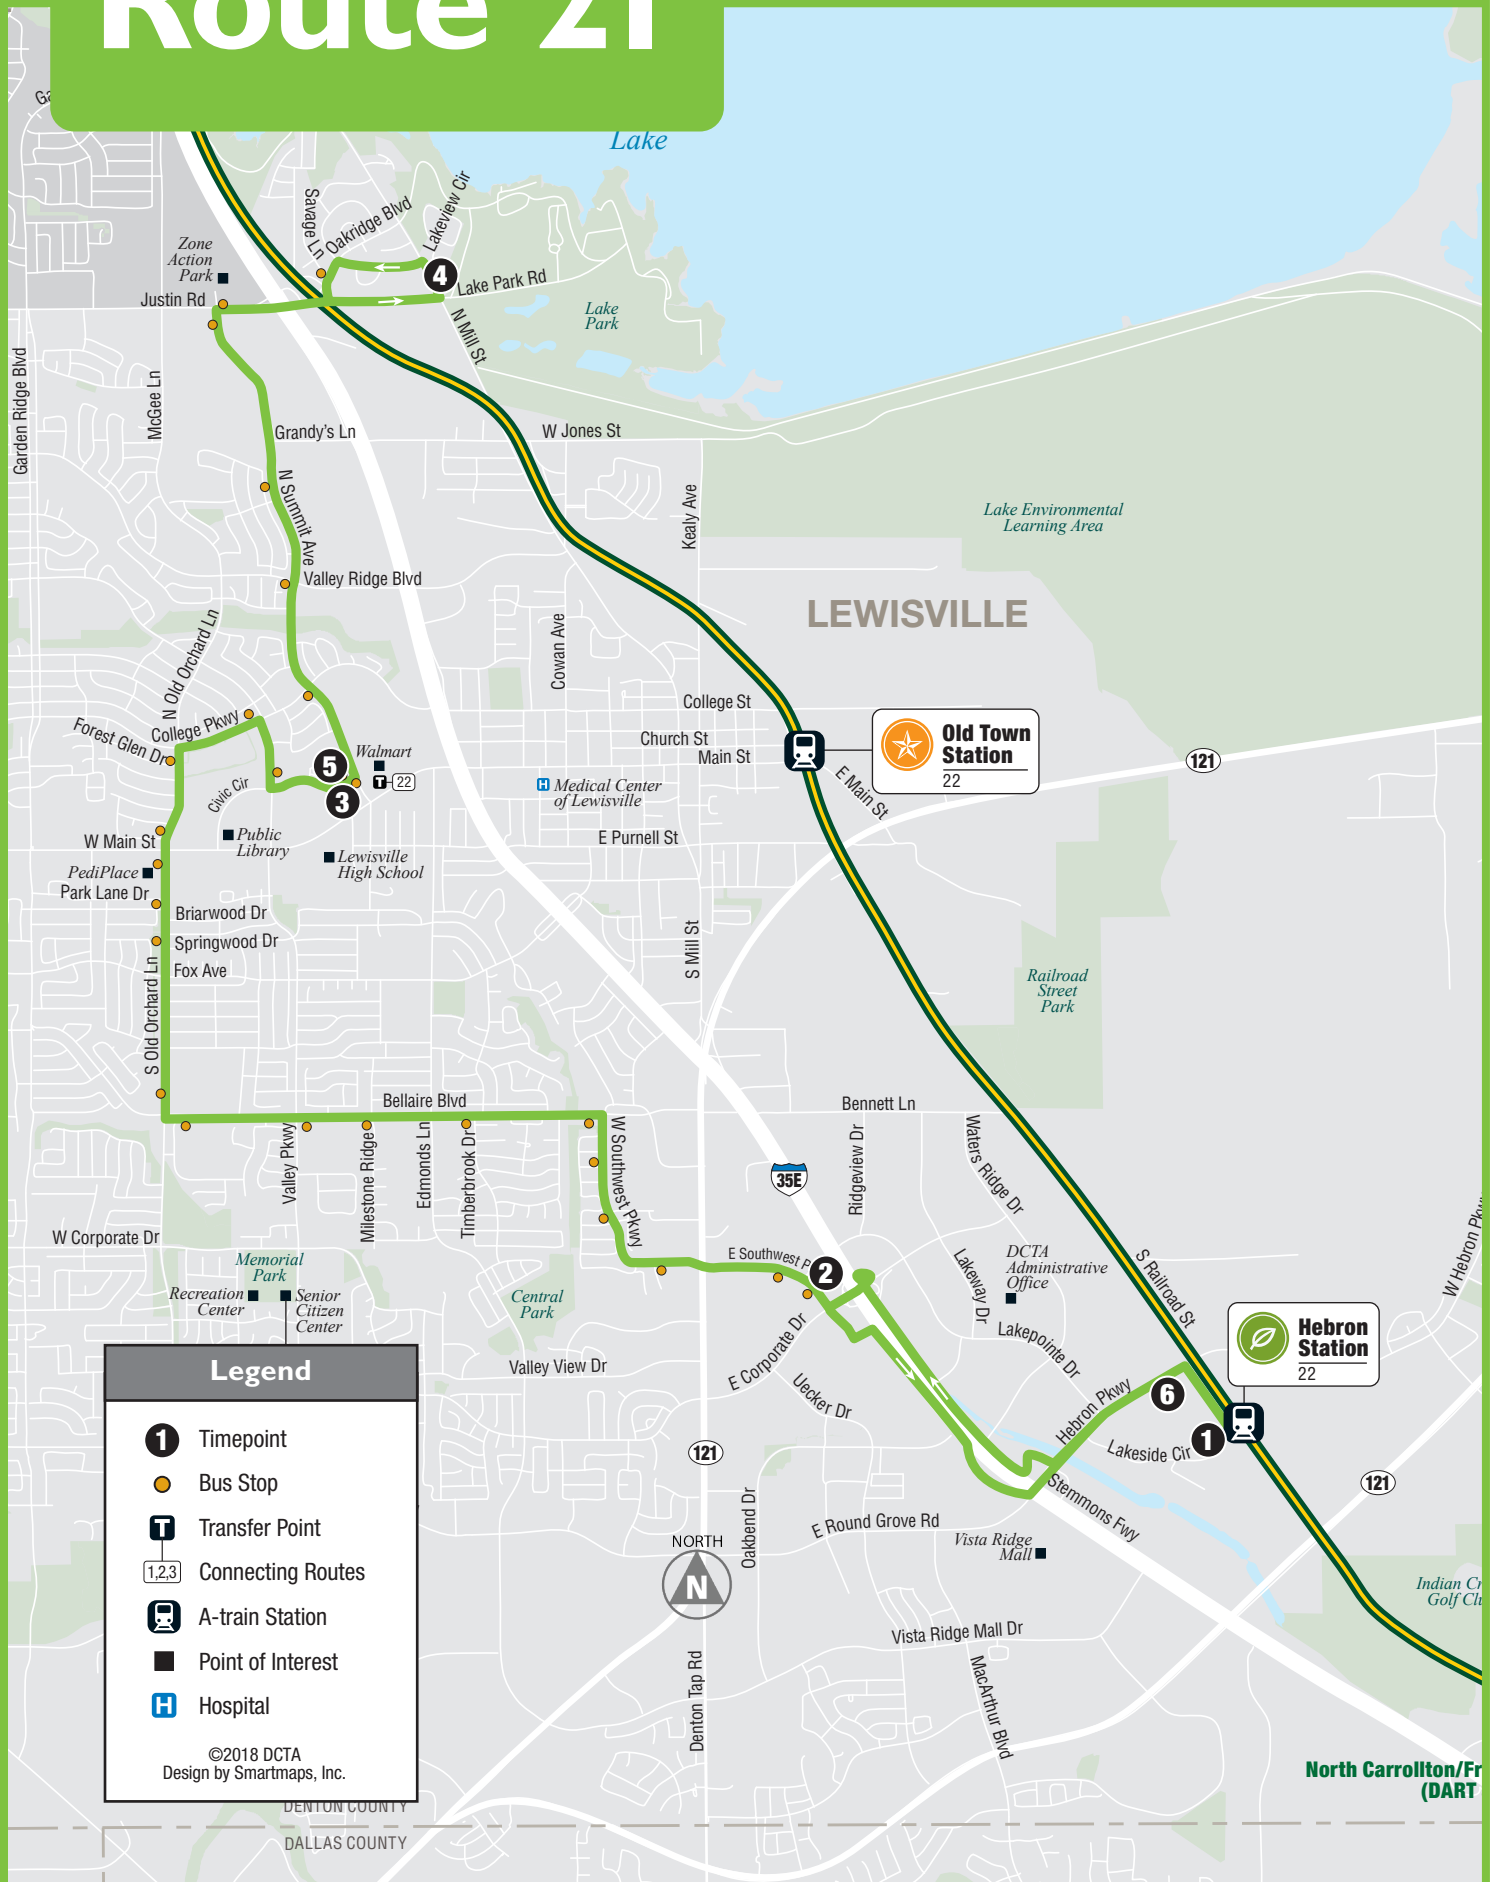 Route 21
Lake
Savage Ln
Oakridge Blvd
Lakeview Cir
Zone
Action
Park
4
Lake Park Rd
Justin Rd
Lake
Park
N Mill St
Garden Ridge Blvd
McGee Ln
Grandy's Ln
W Jones St
N Summit Ave
Kealy Ave
Lake Environmental
Learning Area
Valley Ridge Blvd
LEWISVILLE
N Old Orchard Ln
Cowan Ave
College St
College Pkwy
Forest Glen Dr
Church St
Main St
Old Town
Station
22
121
E Main St
5
Walmart
T
22
3
Civic Cir
H
Medical Center
of Lewisville
W Main St
Public
Library
E Purnell St
PediPlace
Lewisville
High School
Park Lane Dr
Briarwood Dr
Springwood Dr
Fox Ave
S Old Orchard Ln
S Mill St
Railroad
Street
Park
Bellaire Blvd
Bennett Ln
Valley Pkwy
Milestone Ridge
Edmonds Ln
Timberbrook Dr
W Southwest Pkwy
35E
Ridgeview Dr
Waters Ridge Dr
W Corporate Dr
Memorial
Park
Recreation
Center
Senior
Citizen
Center
Central
Park
E Southwest P
2
Lakeway Dr
DCTA
Administrative
Office
S Railroad St
W Hebron Pkwy
Hebron
Station
22
E Corporate Dr
Valley View Dr
Lakepointe Dr
Uecker Dr
Hebron Pkwy
6
1
Lakeside Cir
121
121
Stemmons Fwy
Oakbend Dr
E Round Grove Rd
Vista Ridge
Mall
NORTH
N
Vista Ridge Mall Dr
Denton Tap Rd
MacArthur Blvd
Indian Cr
Golf Clu
North Carrollton/Fr
(DART
Legend
1
Timepoint
Bus Stop
T
Transfer Point
1,2,3
Connecting Routes
A-train Station
Point of Interest
H
Hospital
©2018 DCTA
Design by Smartmaps, Inc.
DENTON COUNTY
DALLAS COUNTY